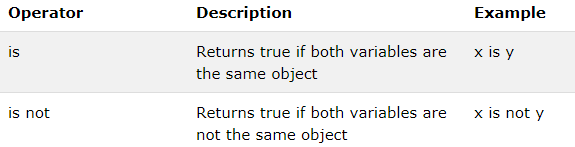 Operator Description Example
is Returns true if both variables are x is y
the same object
is not Returns true if both variables are x is not y
not the same object